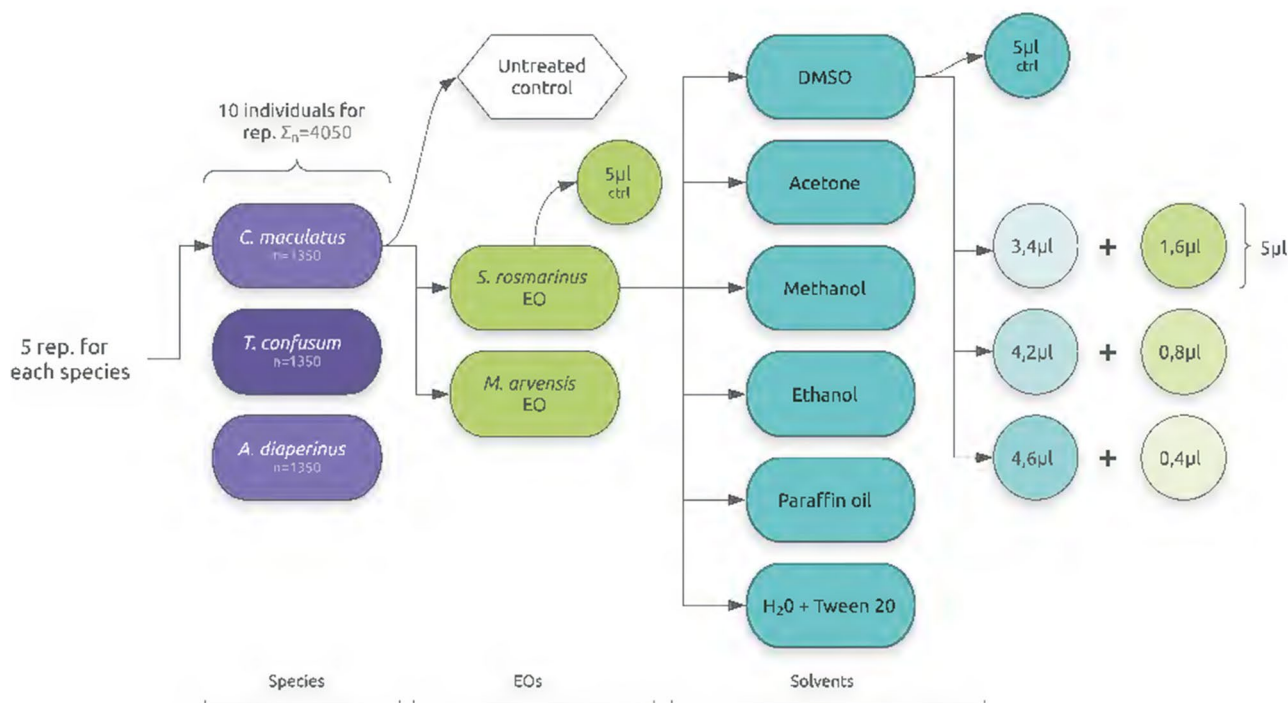 10 individuals for
rep. Σn=4050
5 rep. for
each species
C. maculatus
n=1350
T. confusum
n=1350
A. diaperinus
n=1350
Untreated
control
5µl
ctrl
S. rosmarinus
EO
M. arvensis
EO
DMSO
Acetone
Methanol
Ethanol
Paraffin oil
H₂0 + Tween 20
5µl
ctrl
3,4µl + 1,6µl
5µl
4,2µl + 0,8µl
4,6µl + 0,4µl
Species
EOs
Solvents